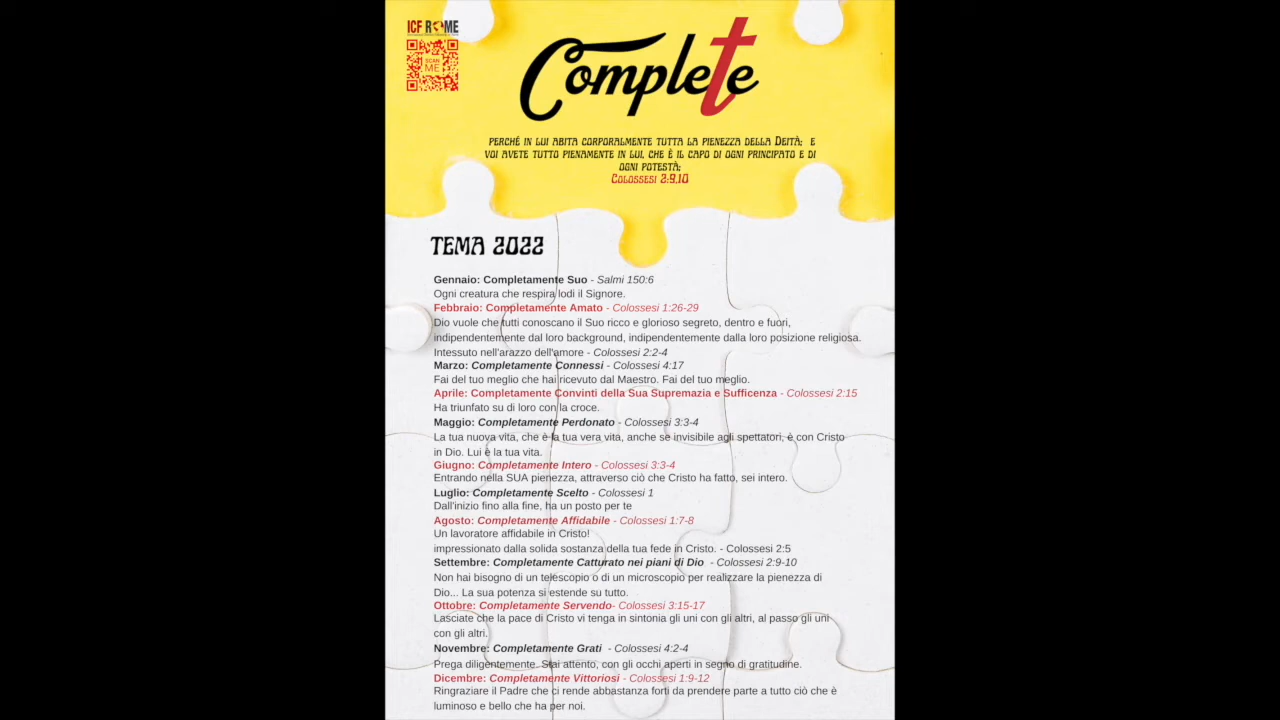 ICF ROME
SCAN
ME
Complete
PERCHÉ IN LUI ABITA CORPORALMENTE TUTTA LA PIENEZZA DELLA DEITÀ; E
VOI AVETE TUTTO PIENAMENTE IN LUI, CHE È IL CAPO DI OGNI PRINCIPATO E DI
OGNI POTESTÀ;
COLOSSESI 2:9,10
TEMA 2022
Gennaio: Completamente Suo - Salmi 150:6
Ogni creatura che respira lodi il Signore.
Febbraio: Completamente Amato - Colossesi 1:26-29
Dio vuole che tutti conoscano il Suo ricco e glorioso segreto, dentro e fuori,
indipendentemente dal loro background, indipendentemente dalla loro posizione religiosa.
Intessuto nell'arazzo dell'amore - Colossesi 2:2-4
Marzo: Completamente Connessi - Colossesi 4:17
Fai del tuo meglio che hai ricevuto dal Maestro. Fai del tuo meglio.
Aprile: Completamente Convinti della Sua Supremazia e Sufficenza - Colossesi 2:15
Ha triunfato su di loro con la croce.
Maggio: Completamente Perdonato - Colossesi 3:3-4
La tua nuova vita, che è la tua vera vita, anche se invisibile agli spettatori, è con Cristo
in Dio. Lui è la tua vita.
Giugno: Completamente Intero - Colossesi 3:3-4
Entrando nella SUA pienezza, attraverso ciò che Cristo ha fatto, sei intero.
Luglio: Completamente Scelto - Colossesi 1
Dall'inizio fino alla fine, ha un posto per te
Agosto: Completamente Affidabile - Colossesi 1:7-8
Un lavoratore affidabile in Cristo!
impressionato dalla solida sostanza della tua fede in Cristo. - Colossesi 2:5
Settembre: Completamente Catturato nei piani di Dio - Colossesi 2:9-10
Non hai bisogno di un telescopio o di un microscopio per realizzare la pienezza di
Dio... La sua potenza si estende su tutto.
Ottobre: Completamente Servendo- Colossesi 3:15-17
Lasciate che la pace di Cristo vi tenga in sintonia gli uni con gli altri, al passo gli uni
con gli altri.
Novembre: Completamente Grati - Colossesi 4:2-4
Prega diligentemente. Stai attento, con gli occhi aperti in segno di gratitudine.
Dicembre: Completamente Vittoriosi - Colossesi 1:9-12
Ringraziare il Padre che ci rende abbastanza forti da prendere parte a tutto ciò che è
luminoso e bello che ha per noi.